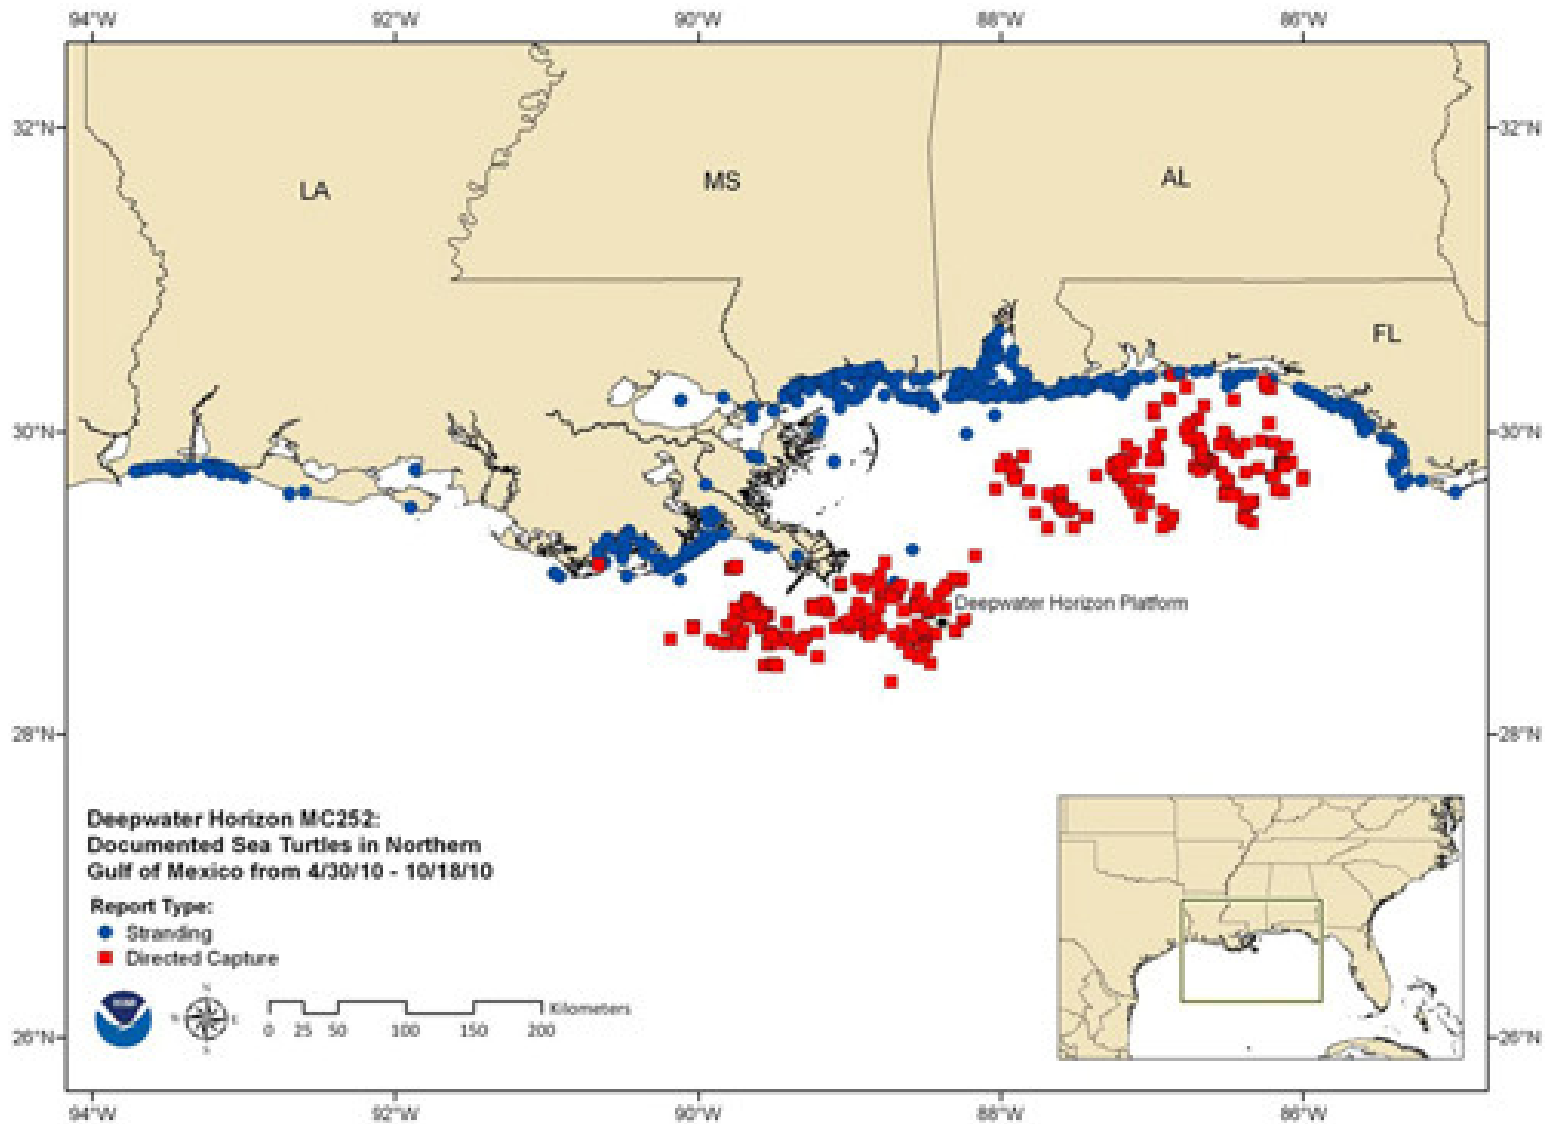 94°W 92°W 90°W 88°W 86°W
32°N 32°N
LA MS AL
FL
30°N 30°N
Deepwater Horizon Platform
28°N 28°N
Deepwater Horizon MC252:
Documented Sea Turtles in Northern
Gulf of Mexico from 4/30/10 - 10/18/10
Report Type:
Stranding
Directed Capture
N
E
S
Kilometers
0 25 50 100 150 200
26°N 26°N
94°W 92°W 90°W 88°W 86°W